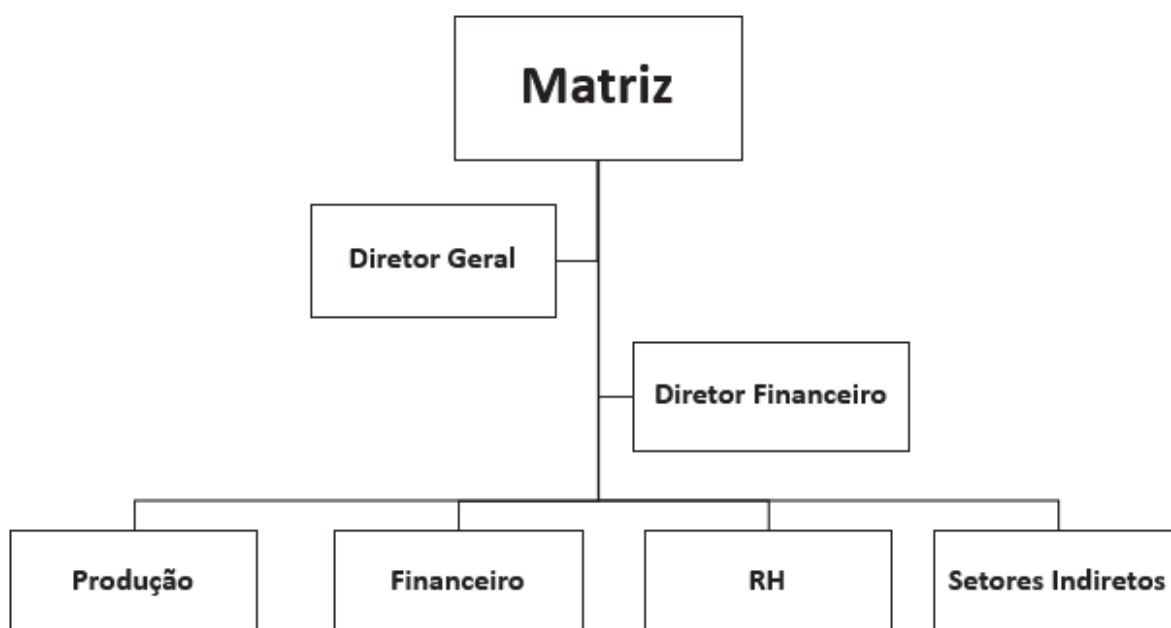 Matriz
Diretor Geral
Diretor Financeiro
Produção
Financeiro
RH
Setores Indiretos